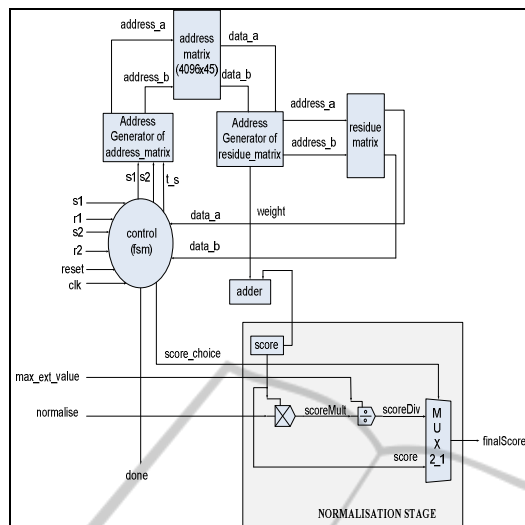 address_a
address
matrix
(4096x45)
data_a
address_b
data_b
address_a
Address
Generator of
address_matrix
Address
Generator of
residue_matrix
address_b
residue
matrix
s1 s2 t_s
s1
r1
s2
r2
reset
clk
control
(fsm)
data_a
weight
data_b
adder
score
score_choice
max_ext_value
normalise
scoreMult
÷
scoreDiv
M
U
X
2_1
finalScore
score
done
NORMALISATION STAGE